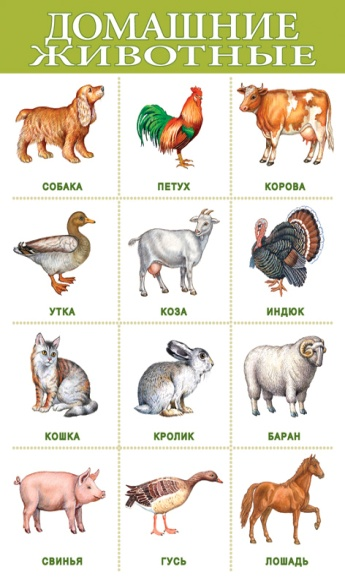 ДОМАШНИЕ
ЖИВОТНЫЕ
СОБАКА ПЕТУХ КОРОВА
УТКА КОЗА ИНДЮК
КОШКА КРОЛИК БАРАН
СВИНЬЯ ГУСЬ ЛОШАДЬ